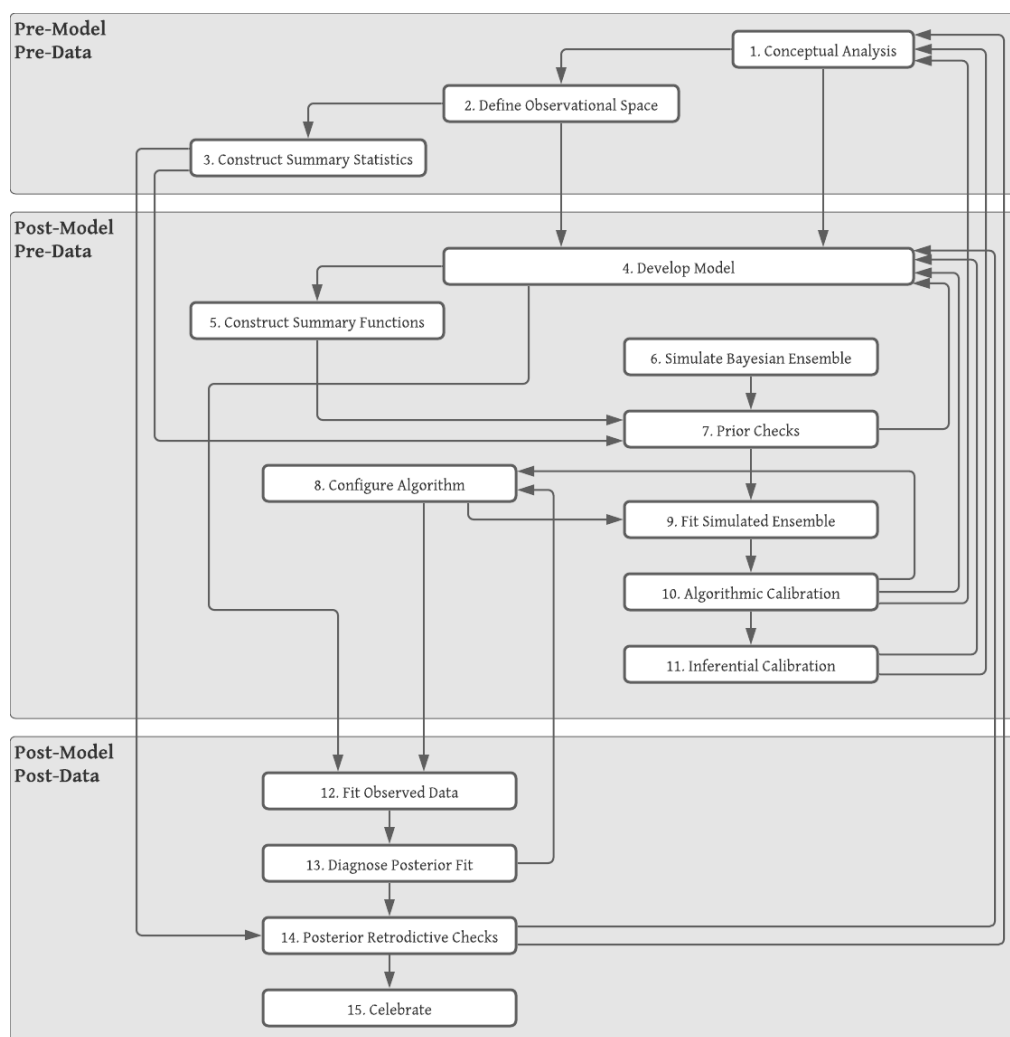 Pre-Model
Pre-Data
1. Conceptual Analysis
2. Define Observational Space
3. Construct Summary Statistics
Post-Model
Pre-Data
4. Develop Model
5. Construct Summary Functions
6. Simulate Bayesian Ensemble
7. Prior Checks
8. Configure Algorithm
9. Fit Simulated Ensemble
10. Algorithmic Calibration
11. Inferential Calibration
Post-Model
Post-Data
12. Fit Observed Data
13. Diagnose Posterior Fit
14. Posterior Retrodictive Checks
15. Celebrate